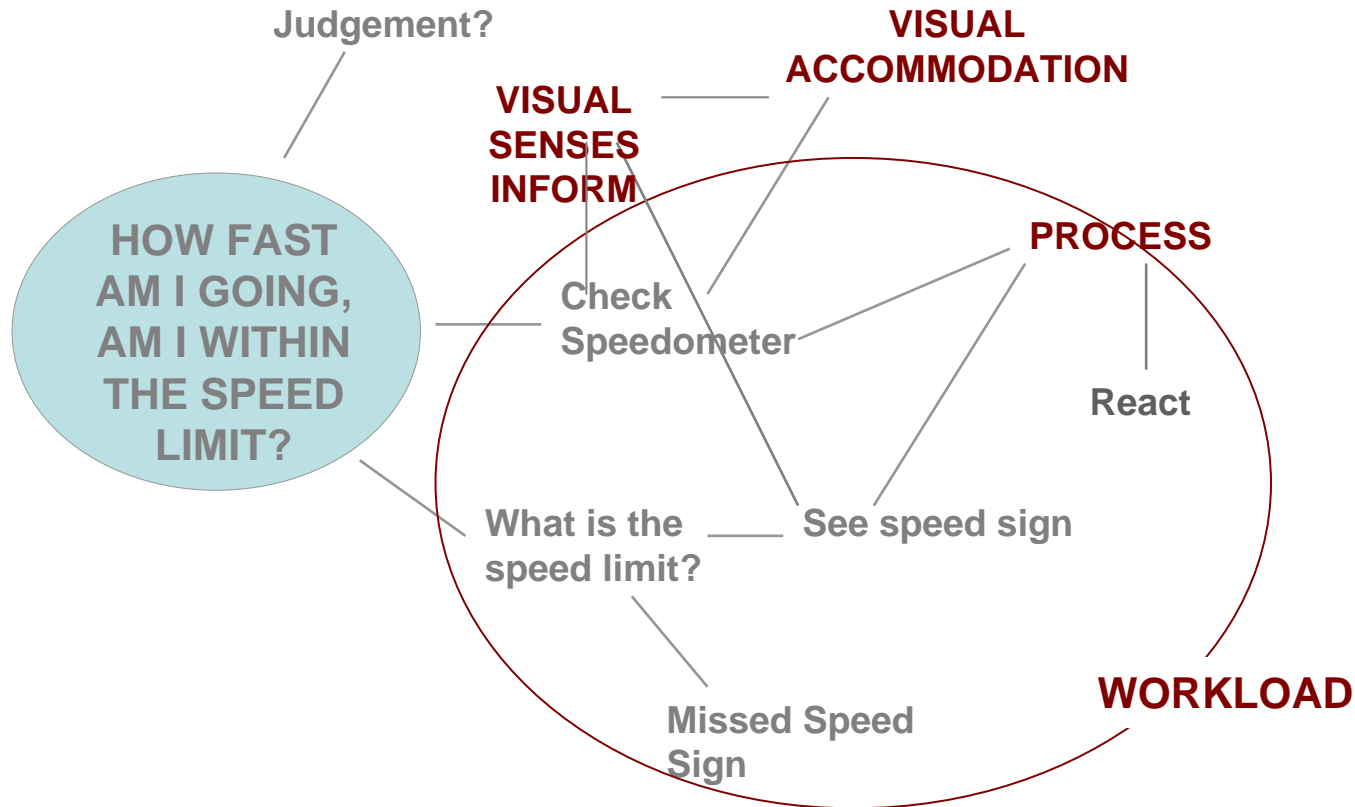 Judgement?
VISUAL
ACCOMMODATION
VISUAL
SENSES
INFORM
HOW FAST
AM I GOING,
AM I WITHIN
THE SPEED
LIMIT?
PROCESS
Check
Speedometer
React
What is the
speed limit?
See speed sign
WORKLOAD
Missed Speed
Sign